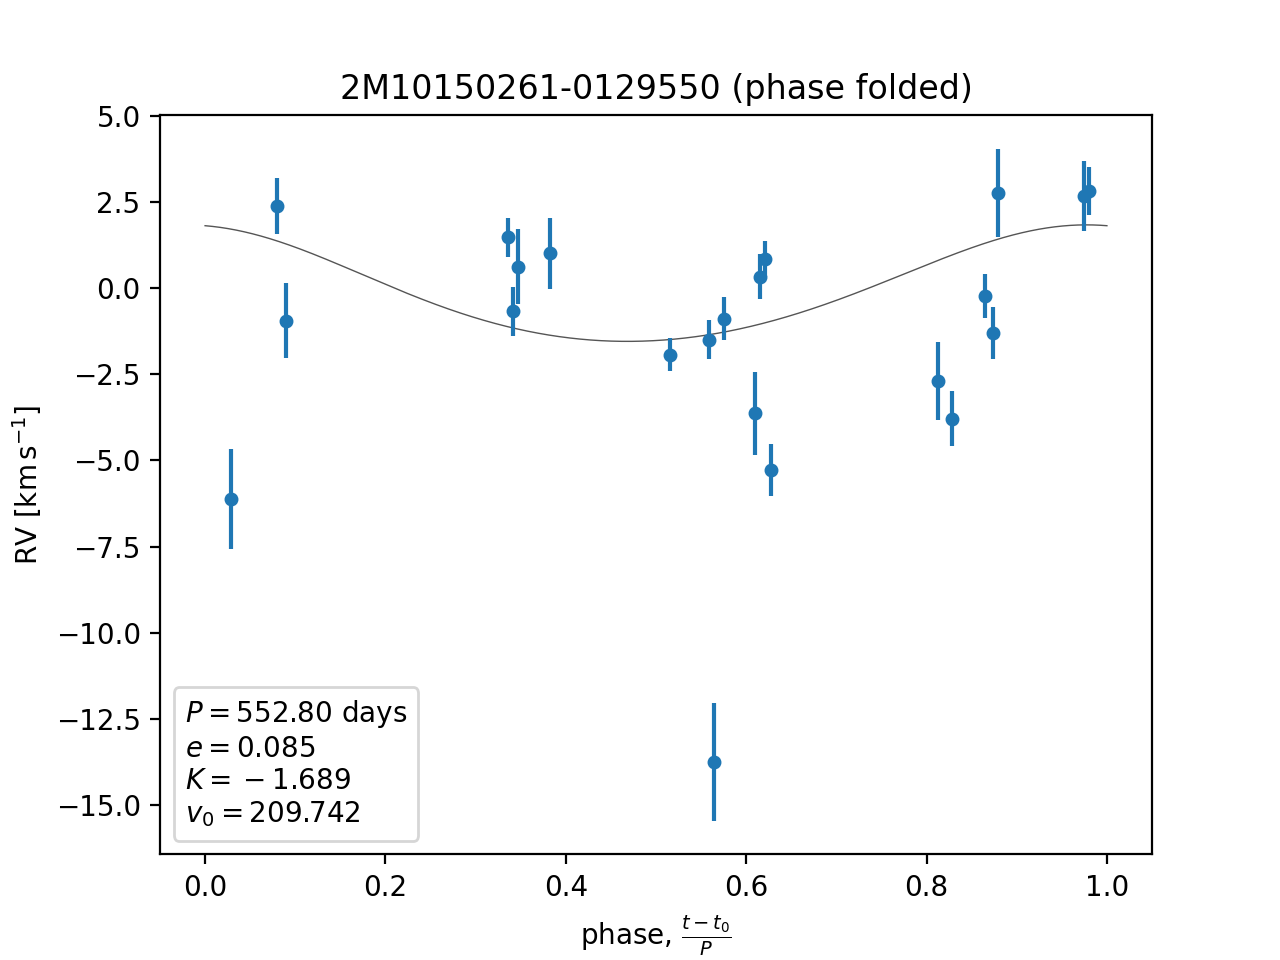 2M10150261-0129550 (phase folded)
5.0
2.5
0.0
−2.5
−5.0
−7.5
−10.0
−12.5
−15.0
RV [km s⁻¹]
P = 552.80 days
e = 0.085
K = −1.689
v₀ = 209.742
0.0 0.2 0.4 0.6 0.8 1.0
phase, (t − t₀)/P